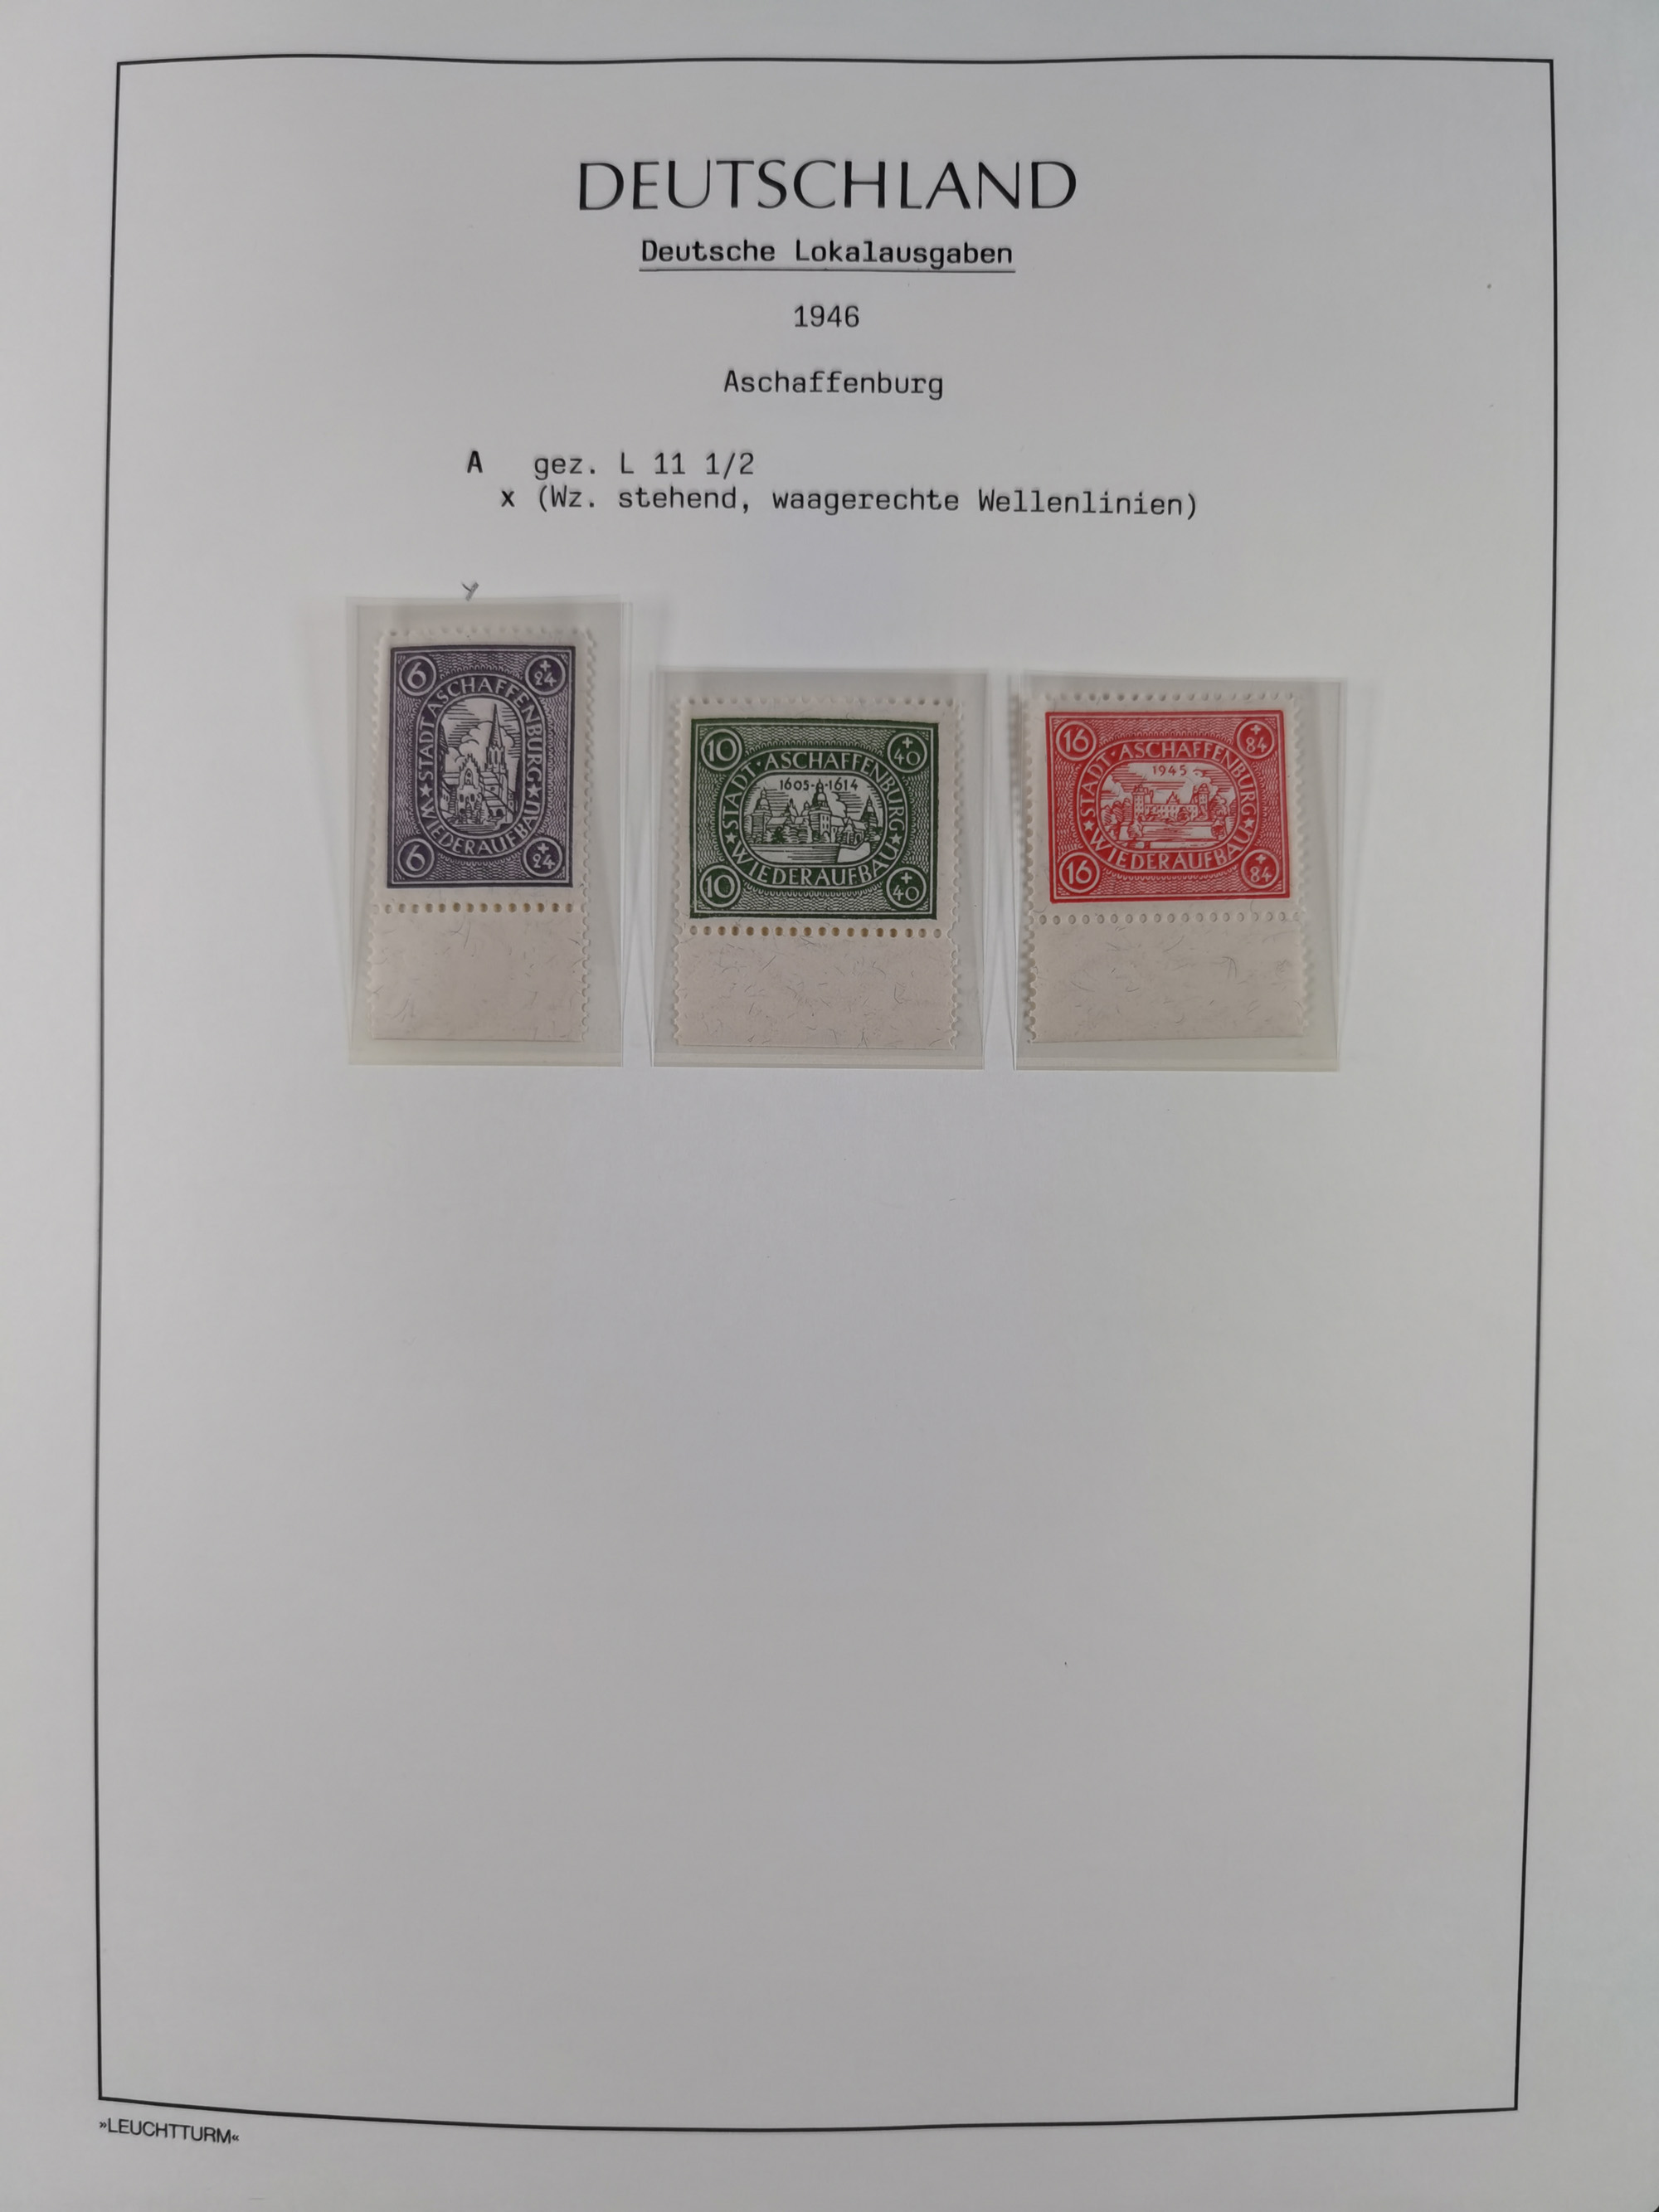 DEUTSCHLAND
Deutsche Lokalausgaben
1946
Aschaffenburg
A gez. L 11 1/2
x (Wz. stehend, waagerechte Wellenlinien)
y
6 +24
★ STADT ASCHAFFENBURG ★
WIEDERAUFBAU
6 +24
10 +40
★ STADT · ASCHAFFENBURG ★
1605-1614
WIEDERAUFBAU
10 +40
16 +84
★ STADT · ASCHAFFENBURG ★
1945
WIEDERAUFBAU
16 +84
»LEUCHTTURM«